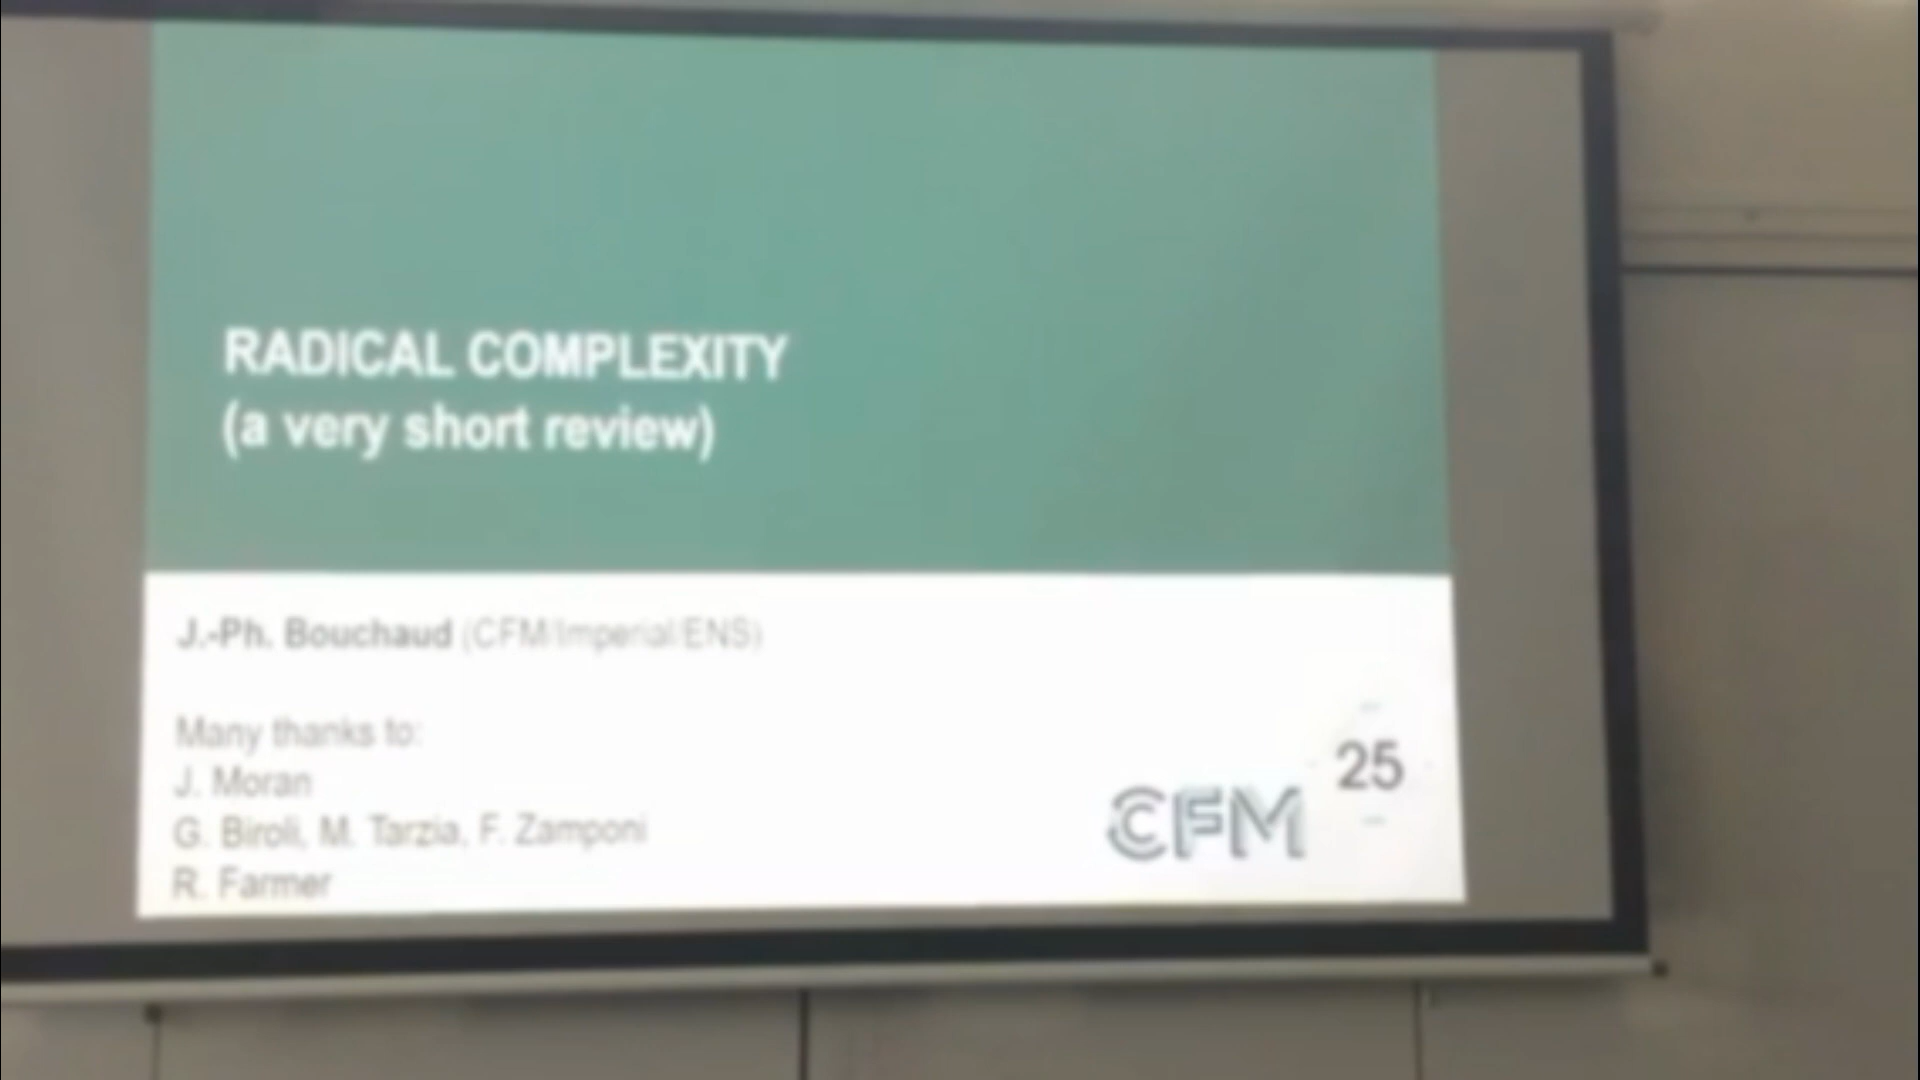 RADICAL COMPLEXITY
(a very short review)
J.-Ph. Bouchaud (CFM/Imperial/ENS)
Many thanks to:
J. Moran
G. Biroli, M. Tarzia, F. Zamponi
R. Farmer
CFM
25